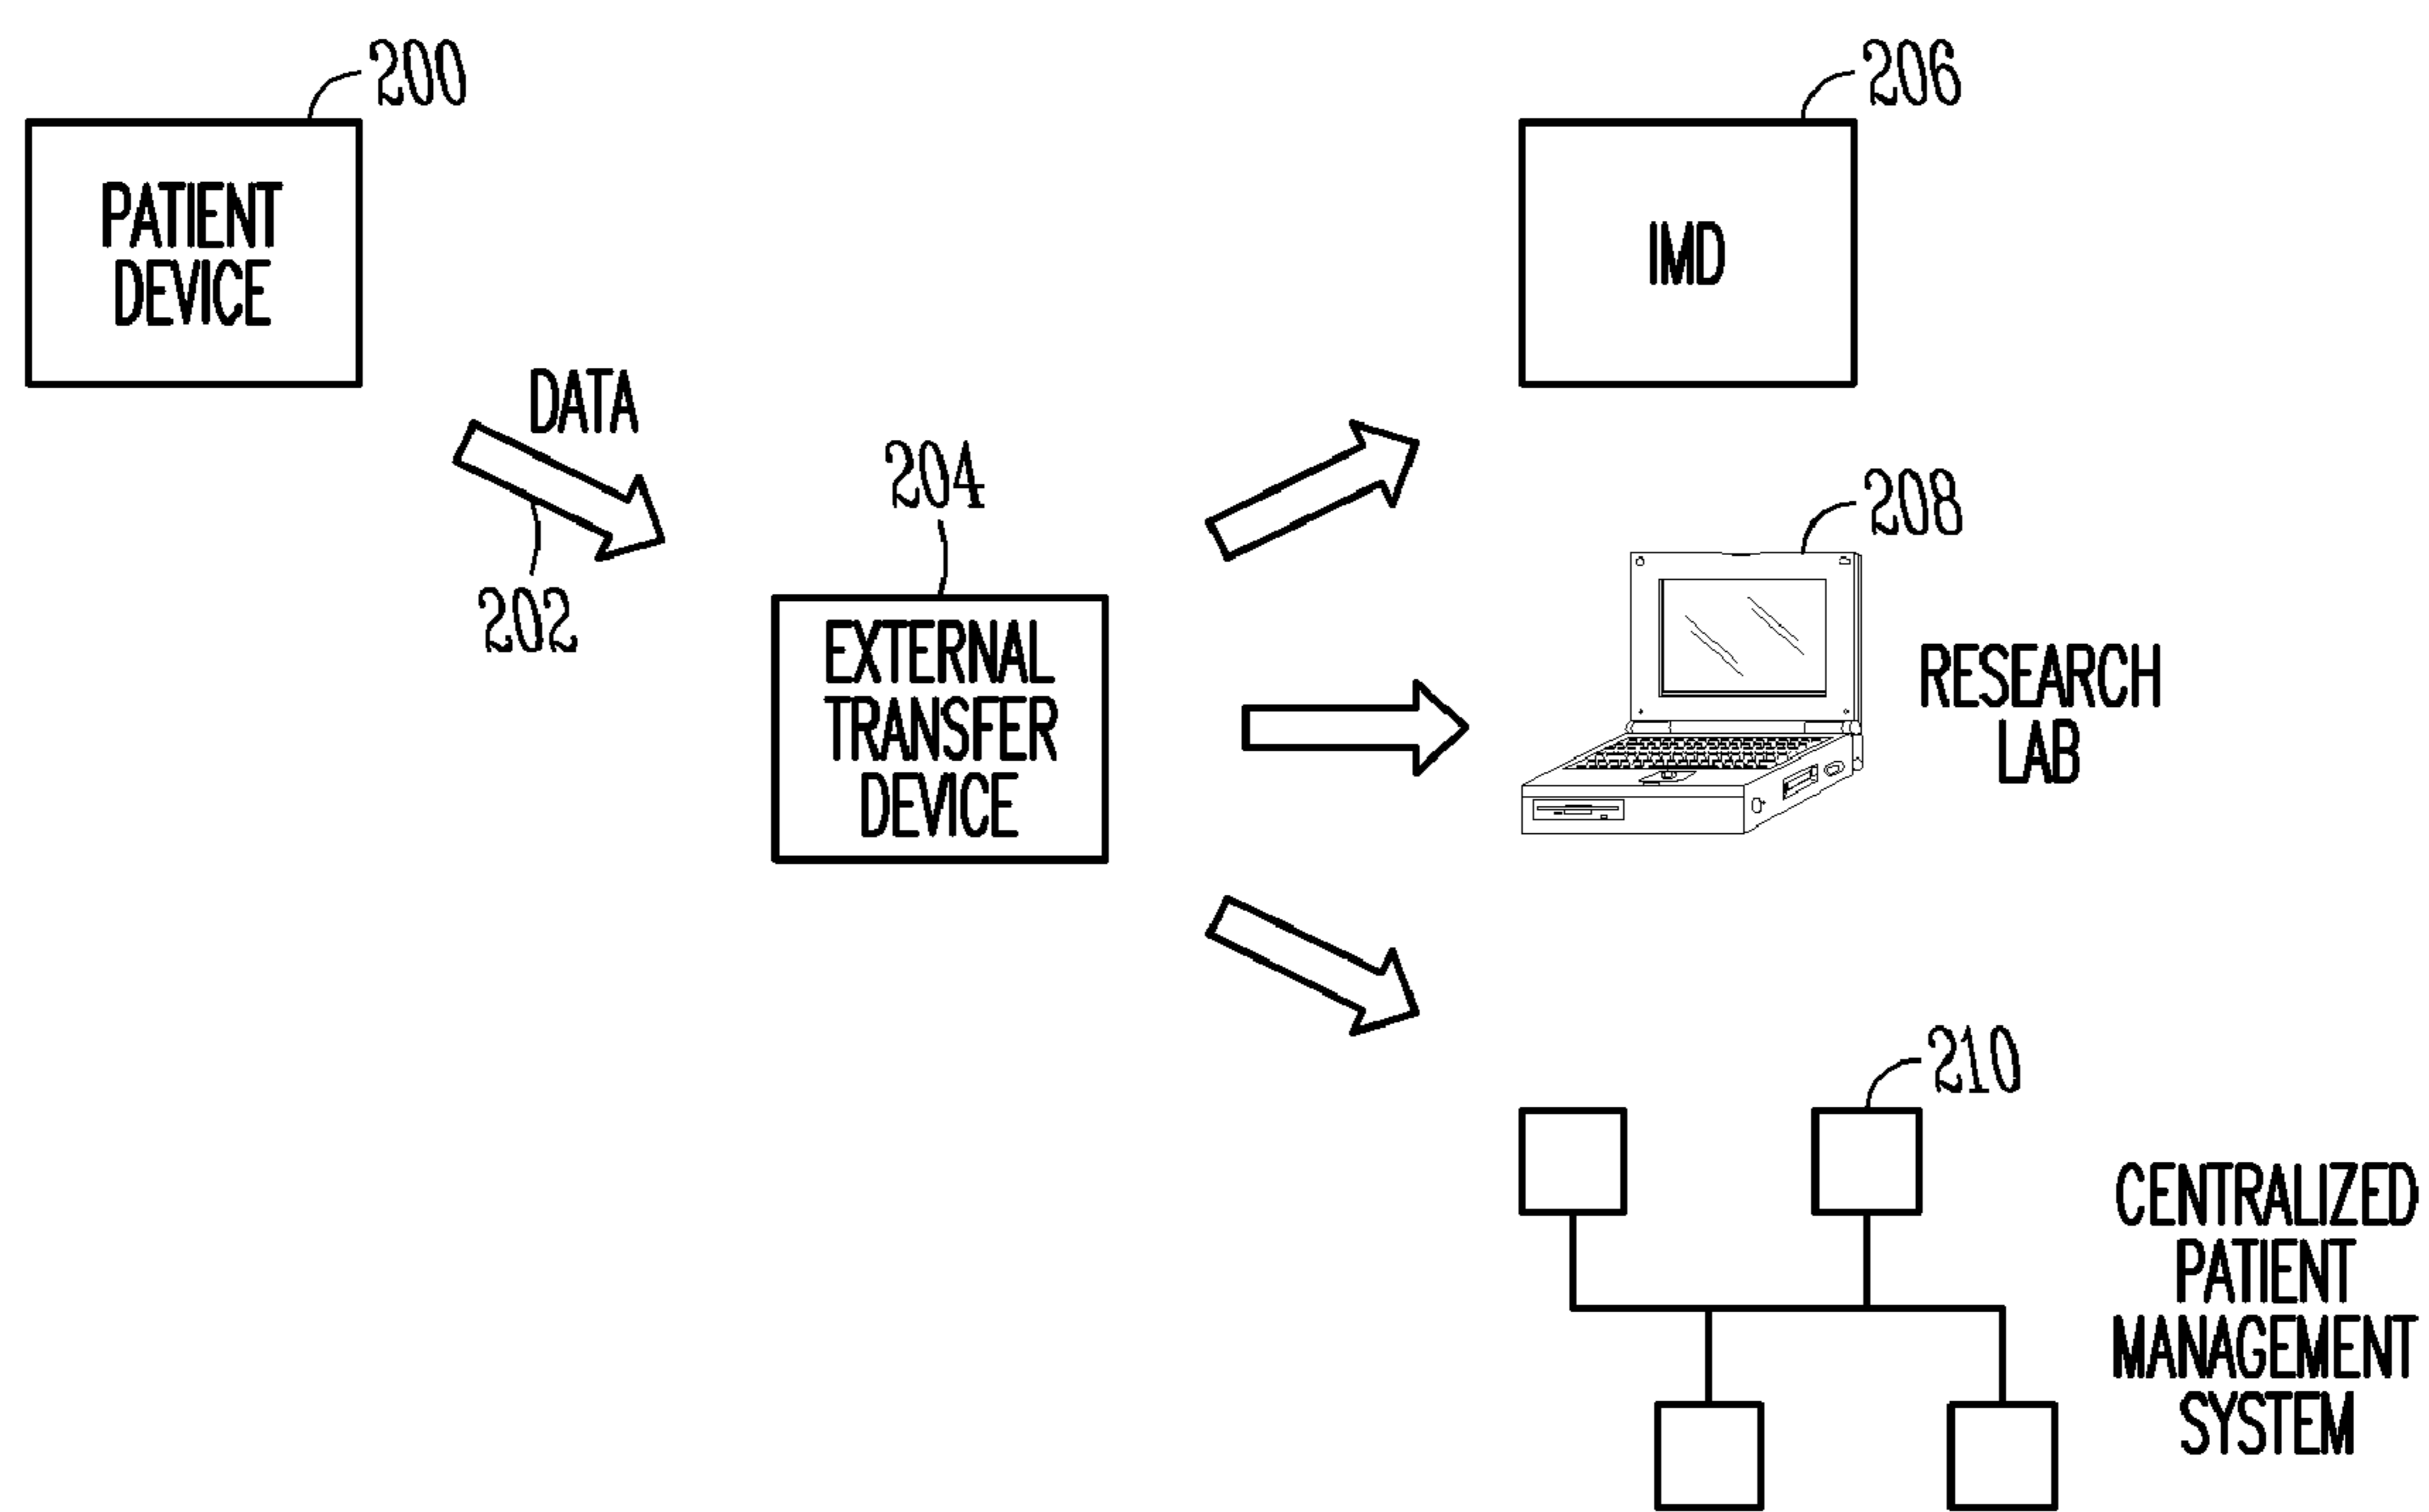 200
PATIENT
DEVICE
DATA
202
204
EXTERNAL
TRANSFER
DEVICE
206
IMD
208
RESEARCH
LAB
210
CENTRALIZED
PATIENT
MANAGEMENT
SYSTEM